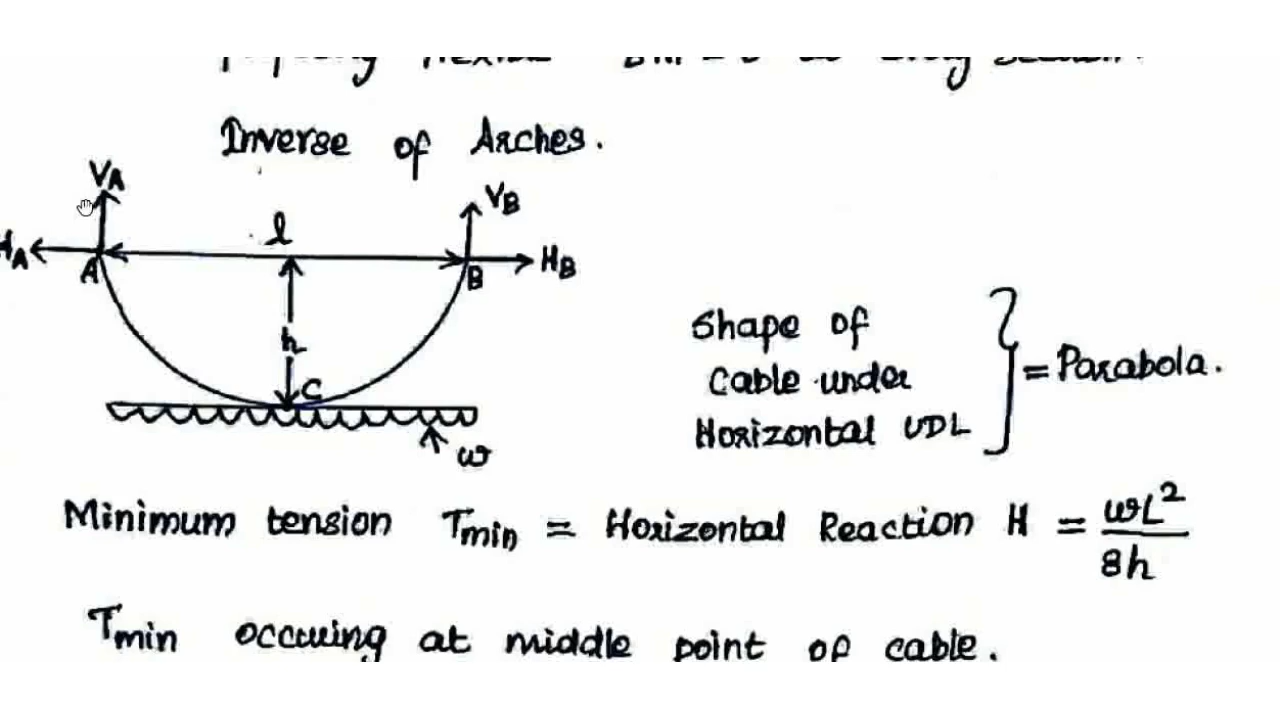 Inverse of Arches.
VA
VB
l
HA
A
B
HB
h
C
w
Shape of
Cable under
Horizontal UDL
} = Parabola.
Minimum tension Tmin = Horizontal Reaction H = wL²/8h
Tmin occuing at middle point of cable.